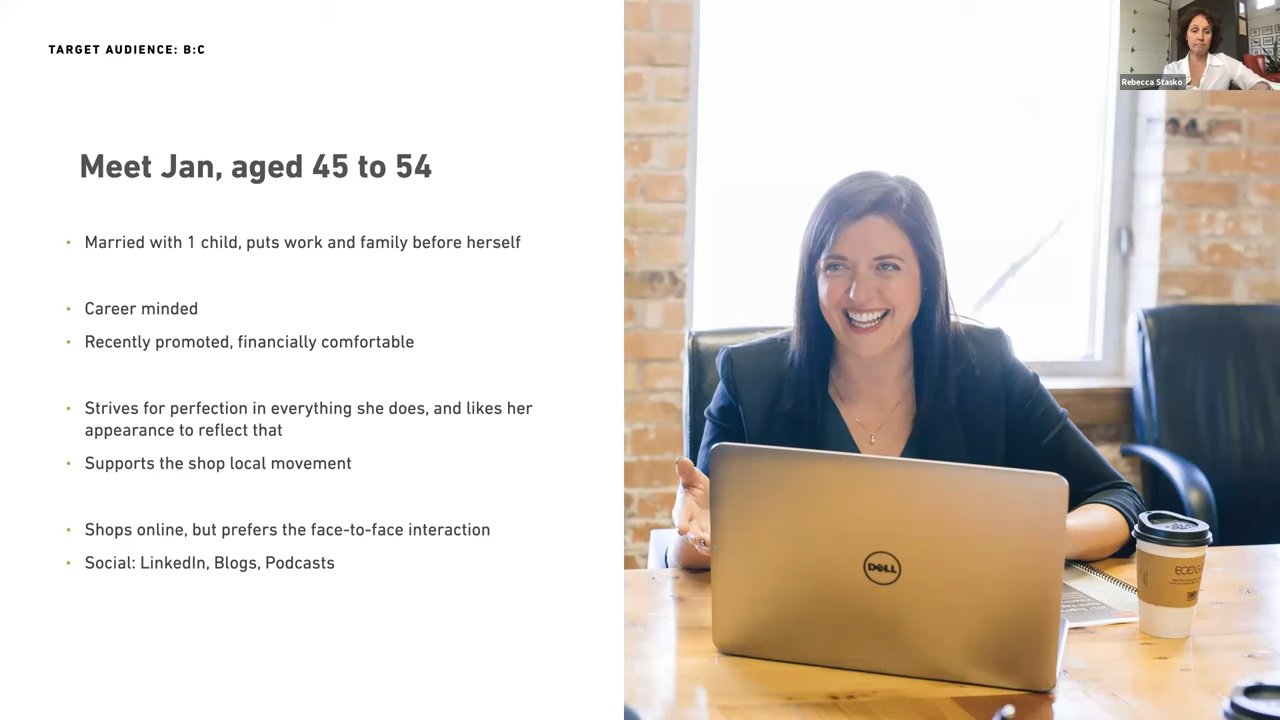 TARGET AUDIENCE: B:C
Rebecca Stasko
Meet Jan, aged 45 to 54
• Married with 1 child, puts work and family before herself
• Career minded
• Recently promoted, financially comfortable
• Strives for perfection in everything she does, and likes her
appearance to reflect that
• Supports the shop local movement
• Shops online, but prefers the face-to-face interaction
• Social: LinkedIn, Blogs, Podcasts
DELL